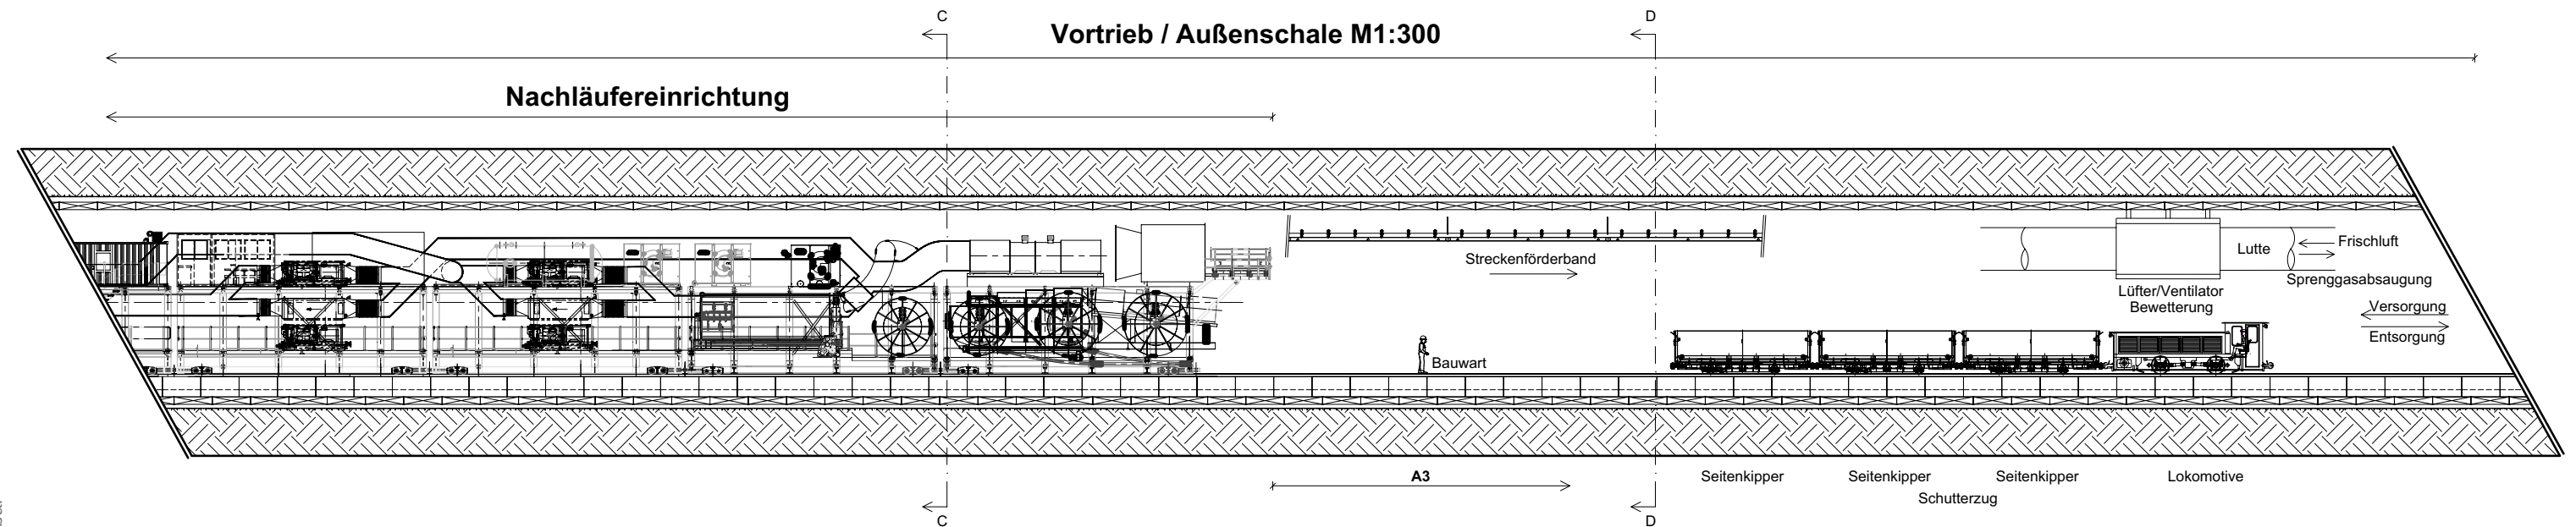 C
D
Vortrieb / Außenschale M1:300
Nachläufereinrichtung
Streckenförderband
Lutte
Frischluft
Sprenggasabsaugung
Lüfter/Ventilator
Bewetterung
Versorgung
Entsorgung
Bauwart
A3
Seitenkipper
Seitenkipper
Seitenkipper
Lokomotive
Schutterzug
C
D